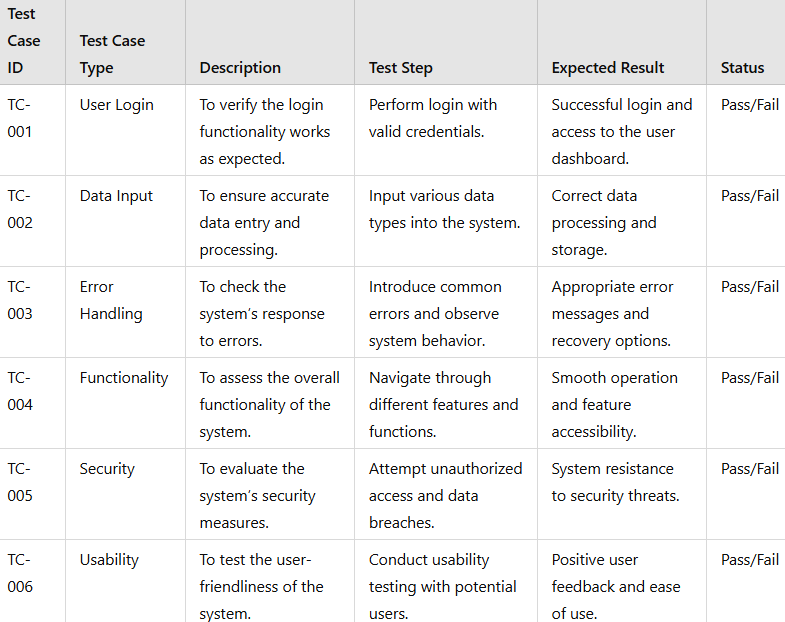 Test Case ID | Test Case Type | Description | Test Step | Expected Result | Status
TC-001 | User Login | To verify the login functionality works as expected. | Perform login with valid credentials. | Successful login and access to the user dashboard. | Pass/Fail
TC-002 | Data Input | To ensure accurate data entry and processing. | Input various data types into the system. | Correct data processing and storage. | Pass/Fail
TC-003 | Error Handling | To check the system’s response to errors. | Introduce common errors and observe system behavior. | Appropriate error messages and recovery options. | Pass/Fail
TC-004 | Functionality | To assess the overall functionality of the system. | Navigate through different features and functions. | Smooth operation and feature accessibility. | Pass/Fail
TC-005 | Security | To evaluate the system’s security measures. | Attempt unauthorized access and data breaches. | System resistance to security threats. | Pass/Fail
TC-006 | Usability | To test the user-friendliness of the system. | Conduct usability testing with potential users. | Positive user feedback and ease of use. | Pass/Fail